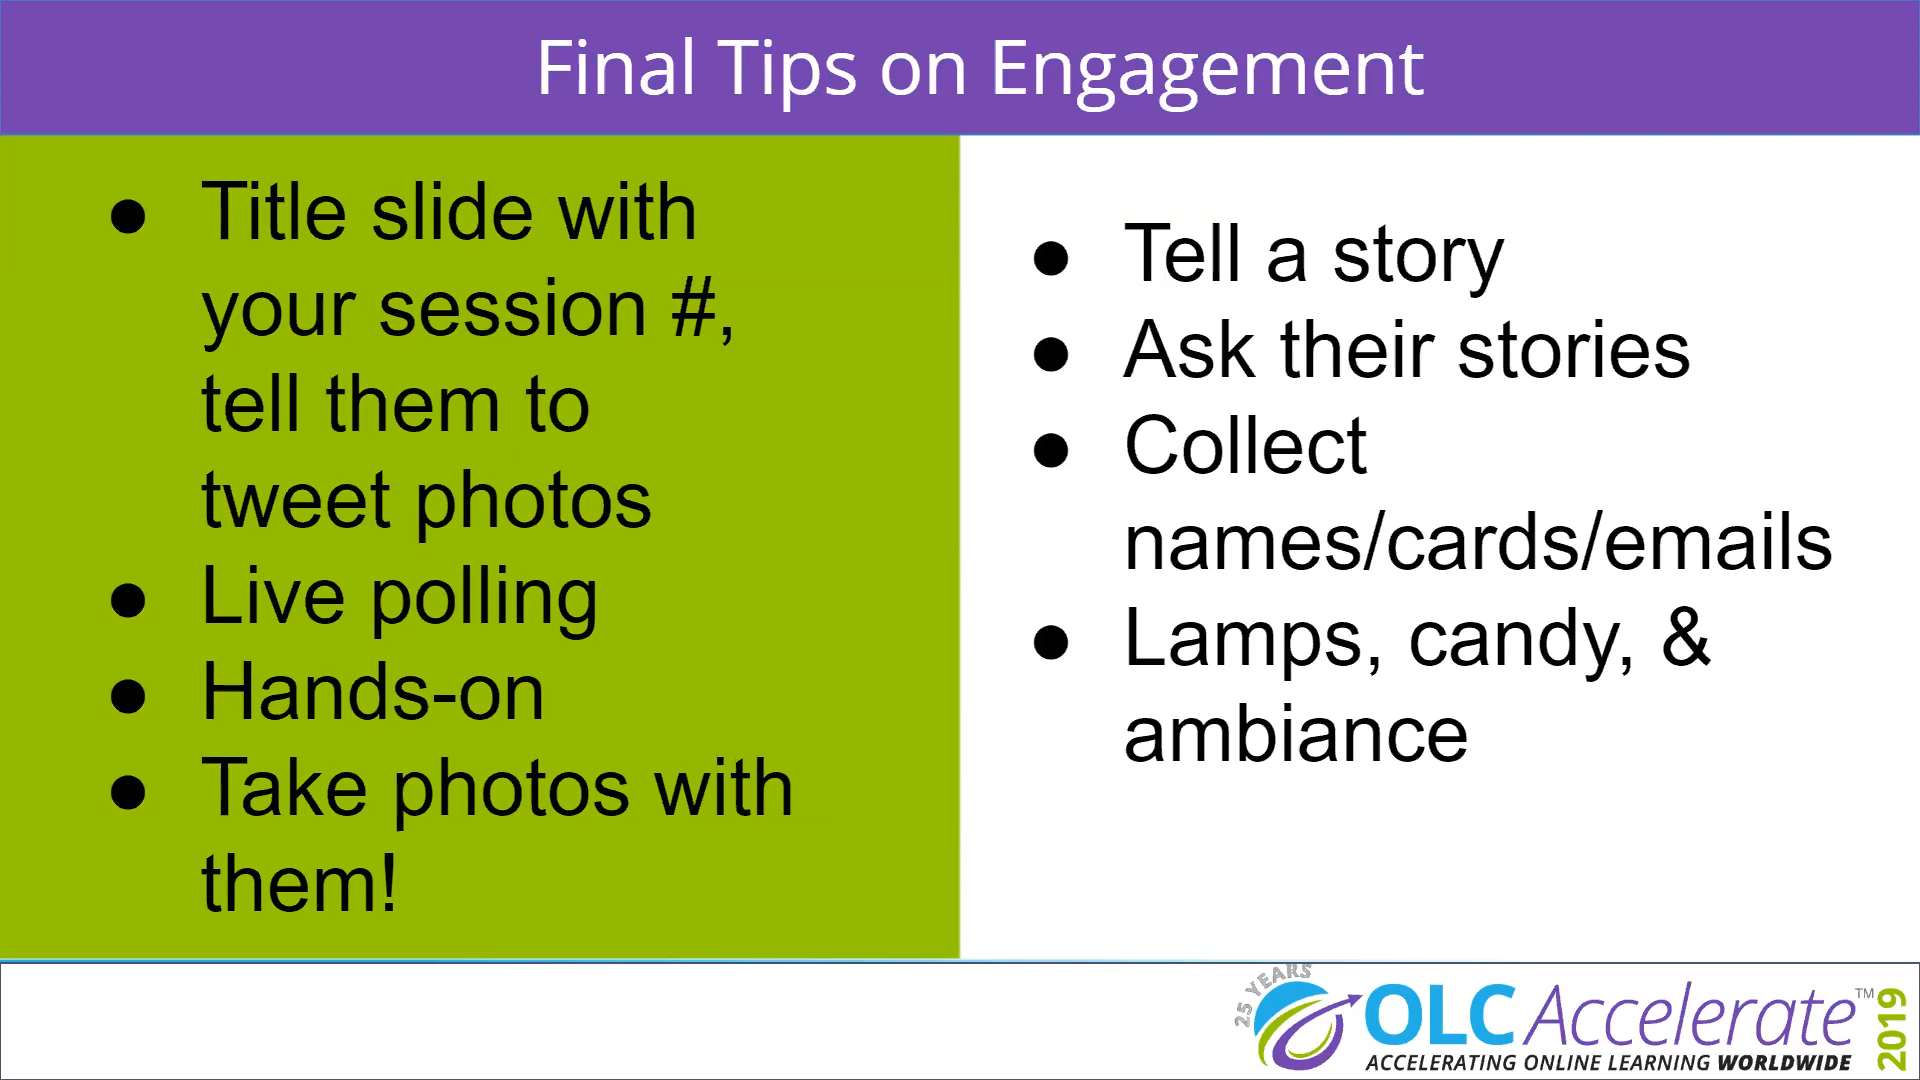 Final Tips on Engagement
● Title slide with
your session #,
tell them to
tweet photos
● Live polling
● Hands-on
● Take photos with
them!
● Tell a story
● Ask their stories
● Collect
names/cards/emails
● Lamps, candy, &
ambiance
25 YEARS
OLC Accelerate™ 2019
ACCELERATING ONLINE LEARNING WORLDWIDE